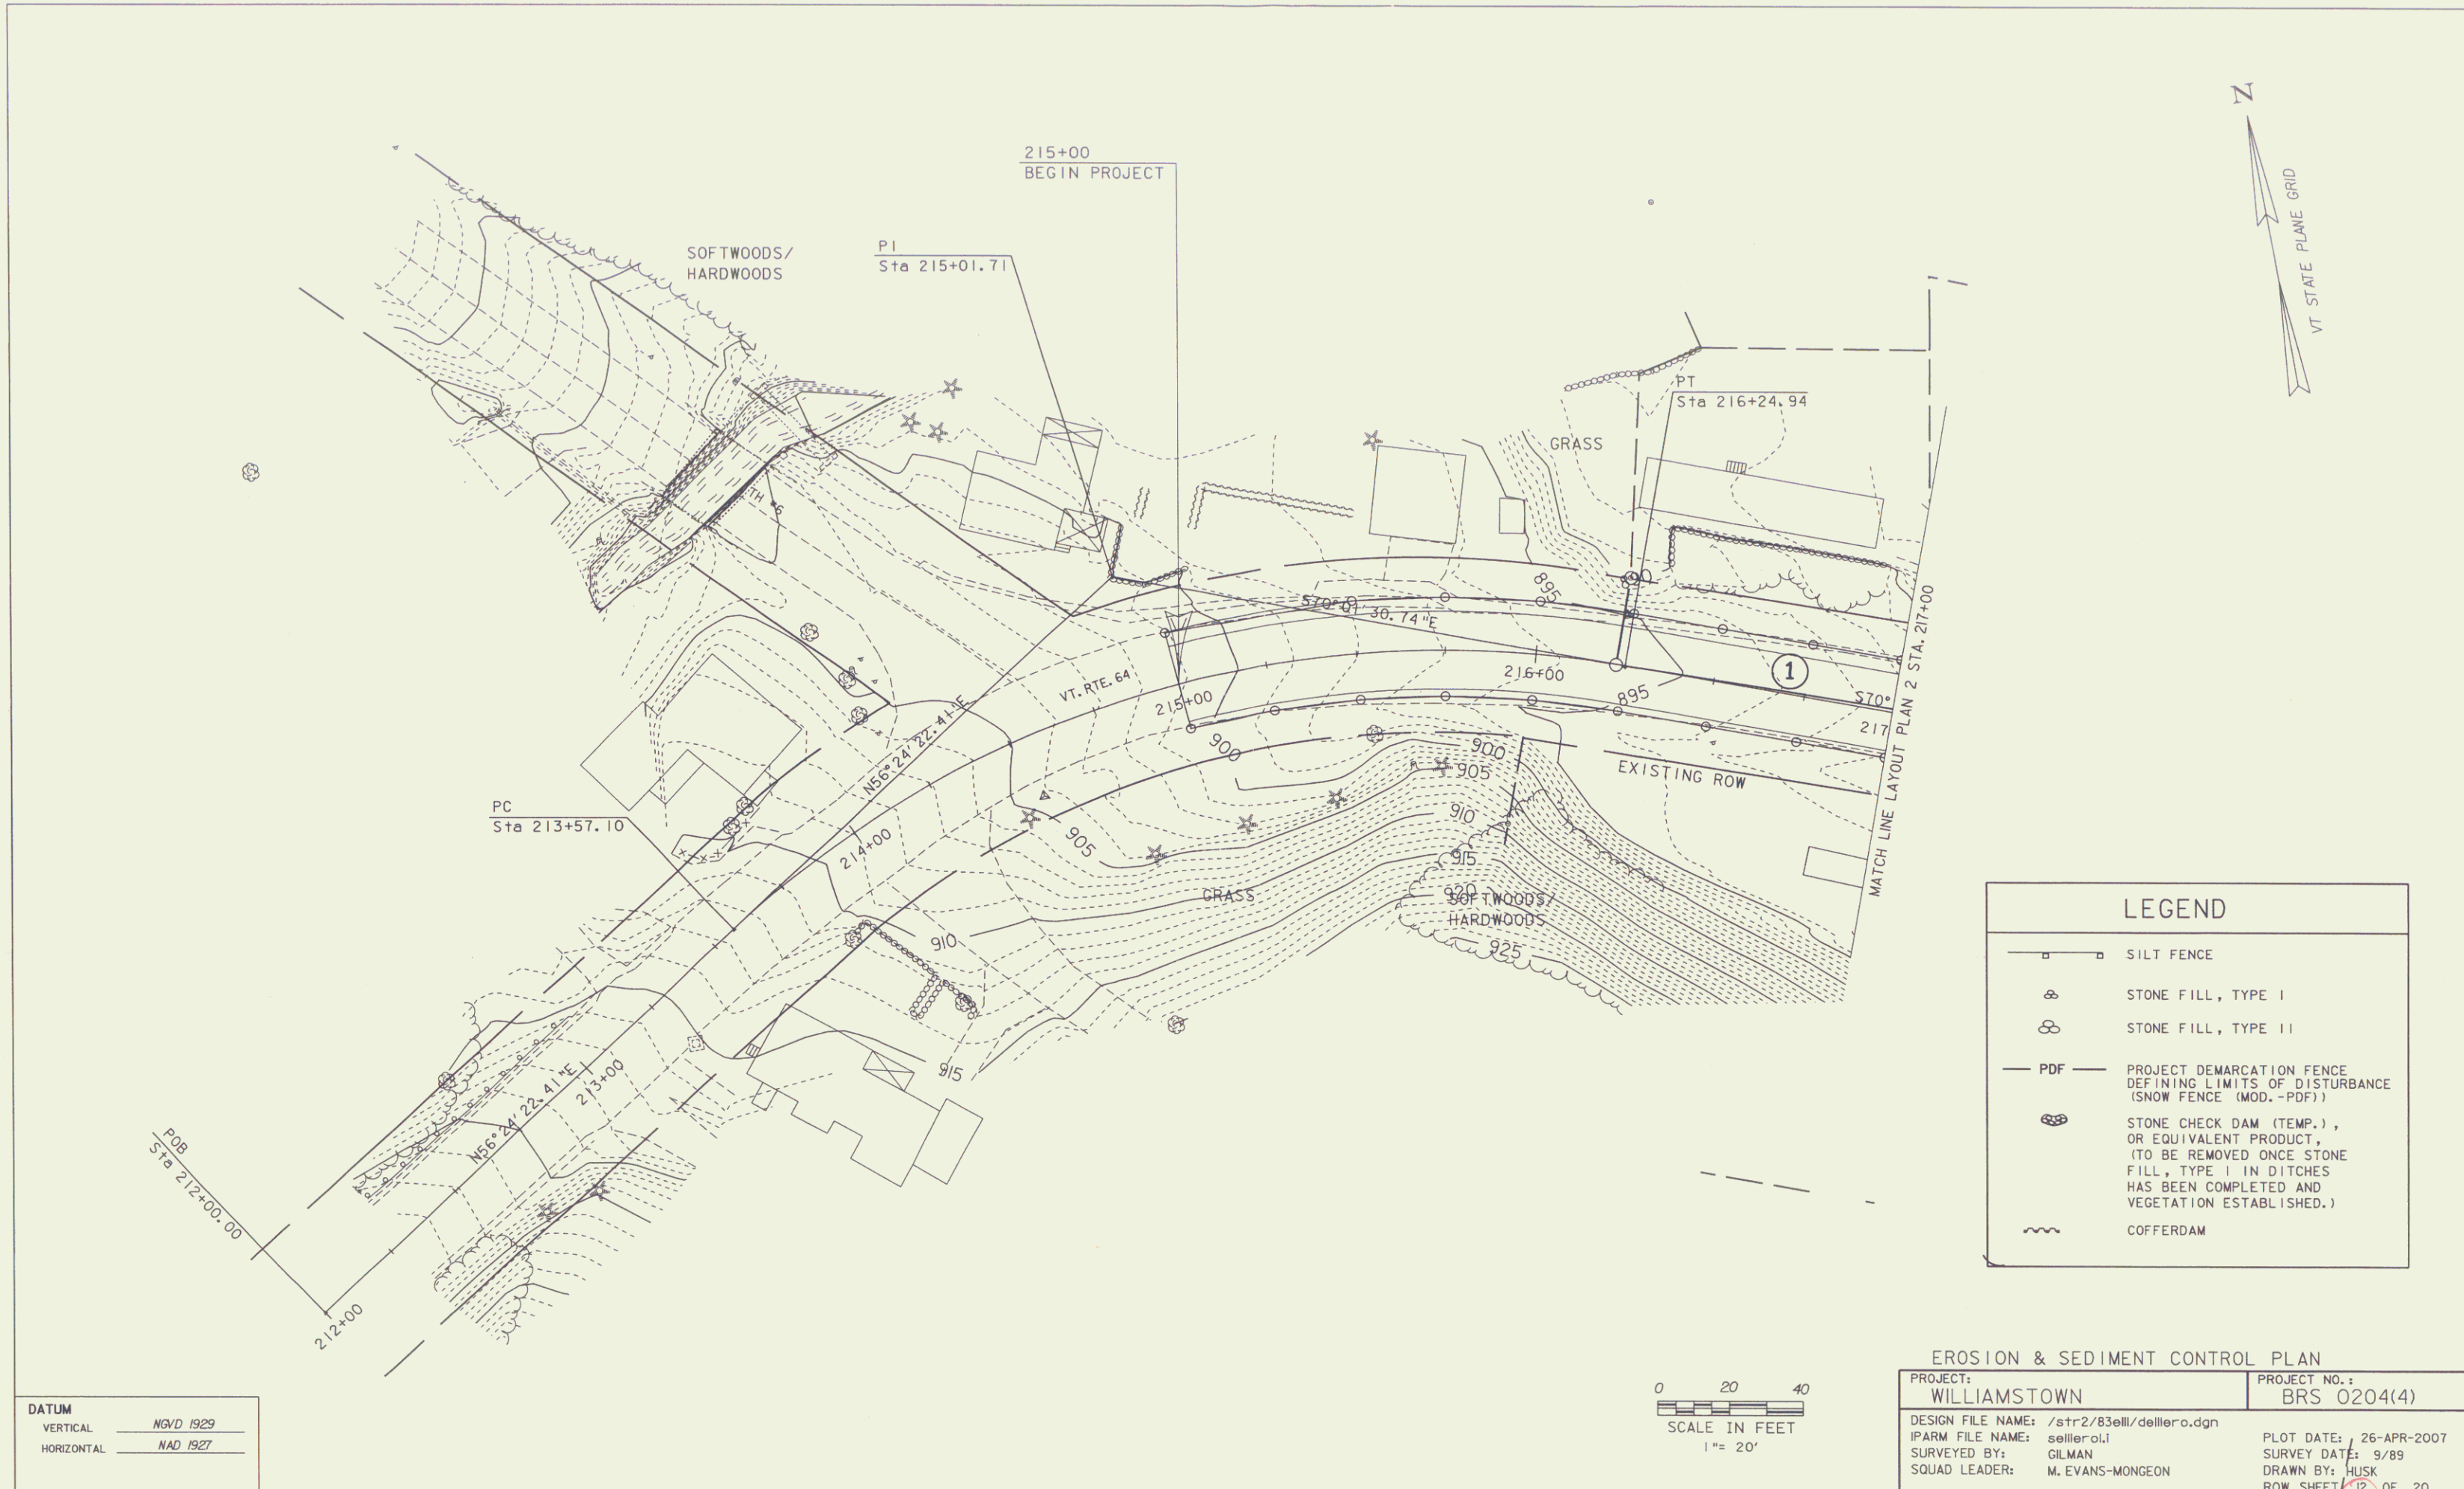 215+00
BEGIN PROJECT
N
VT STATE PLANE GRID
SOFTWOODS/
HARDWOODS
PI
Sta 215+01.71
PT
Sta 216+24.94
GRASS
TH #6
890
895
S70°01'30.74"E
VT. RTE. 64
215+00
216+00
895
1
S70°
217
MATCH LINE LAYOUT PLAN 2 STA. 217+00
EXISTING ROW
900
900
905
905
910
915
920
925
GRASS
SOFTWOODS/
HARDWOODS
N56°24'22.41"E
PC
Sta 213+57.10
214+00
910
915
213+00
N56°24'22.41"E
POB
Sta 212+00.00
212+00
LEGEND
SILT FENCE
STONE FILL, TYPE I
STONE FILL, TYPE II
PDF
PROJECT DEMARCATION FENCE
DEFINING LIMITS OF DISTURBANCE
(SNOW FENCE (MOD.-PDF))
STONE CHECK DAM (TEMP.),
OR EQUIVALENT PRODUCT,
(TO BE REMOVED ONCE STONE
FILL, TYPE I IN DITCHES
HAS BEEN COMPLETED AND
VEGETATION ESTABLISHED.)
COFFERDAM
DATUM
VERTICAL NGVD 1929
HORIZONTAL NAD 1927
0 20 40
SCALE IN FEET
1"= 20'
EROSION & SEDIMENT CONTROL PLAN
PROJECT:
WILLIAMSTOWN
PROJECT NO.:
BRS 0204(4)
DESIGN FILE NAME: /str2/83elll/delllero.dgn
IPARM FILE NAME: selllero1.i
SURVEYED BY: GILMAN
SQUAD LEADER: M. EVANS-MONGEON
PLOT DATE: 26-APR-2007
SURVEY DATE: 9/89
DRAWN BY: HUSK
ROW SHEET 12 OF 20